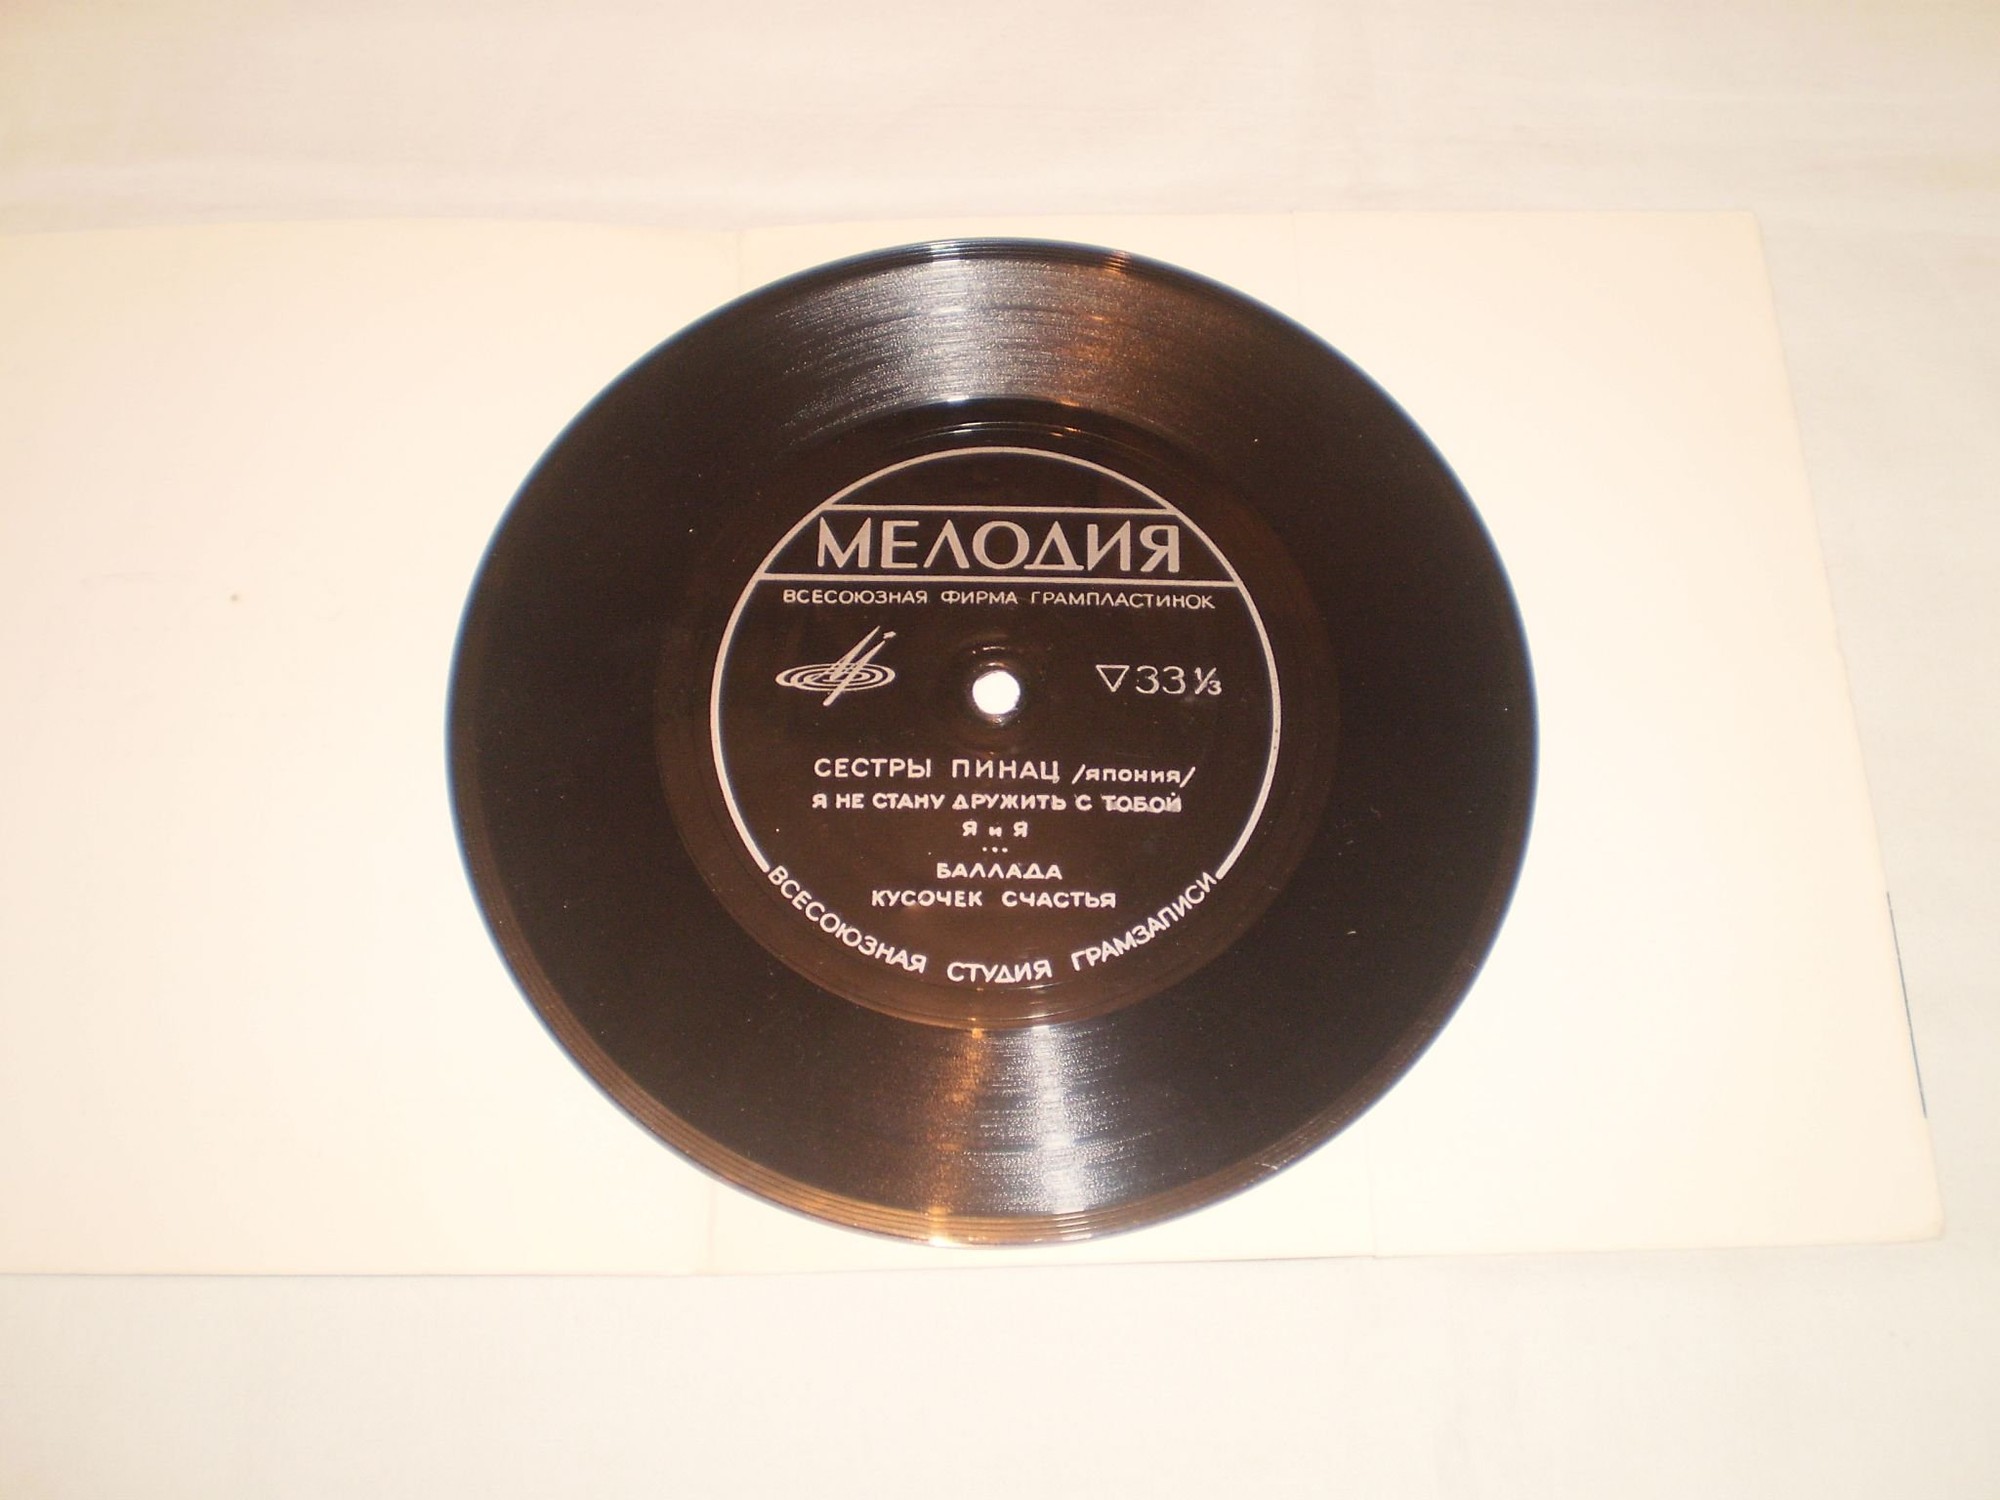 МЕЛОДИЯ
ВСЕСОЮЗНАЯ ФИРМА ГРАМПЛАСТИНОК
▽33⅓
СЕСТРЫ ПИНАЦ /ЯПОНИЯ/
Я НЕ СТАНУ ДРУЖИТЬ С ТОБОЙ
Я и Я
...
БАЛЛАДА
КУСОЧЕК СЧАСТЬЯ
ВСЕСОЮЗНАЯ СТУДИЯ ГРАМЗАПИСИ